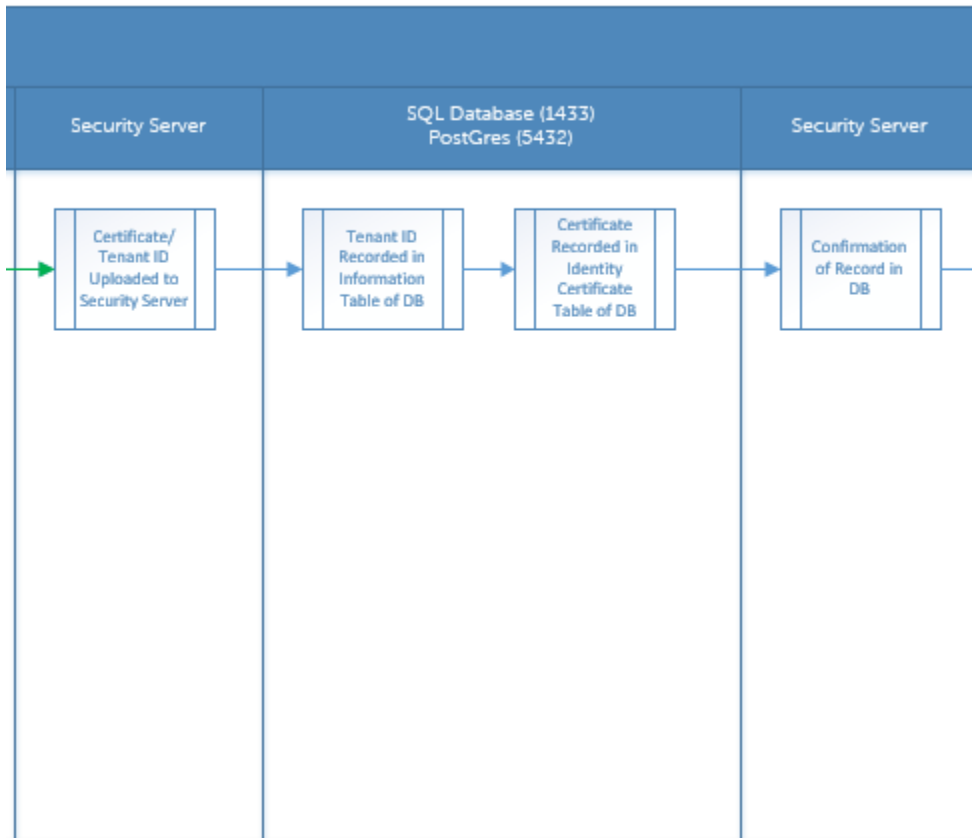 Security Server
SQL Database (1433)
PostGres (5432)
Security Server
Certificate/
Tenant ID
Uploaded to
Security Server
Tenant ID
Recorded in
Information
Table of DB
Certificate
Recorded in
Identity
Certificate
Table of DB
Confirmation
of Record in
DB